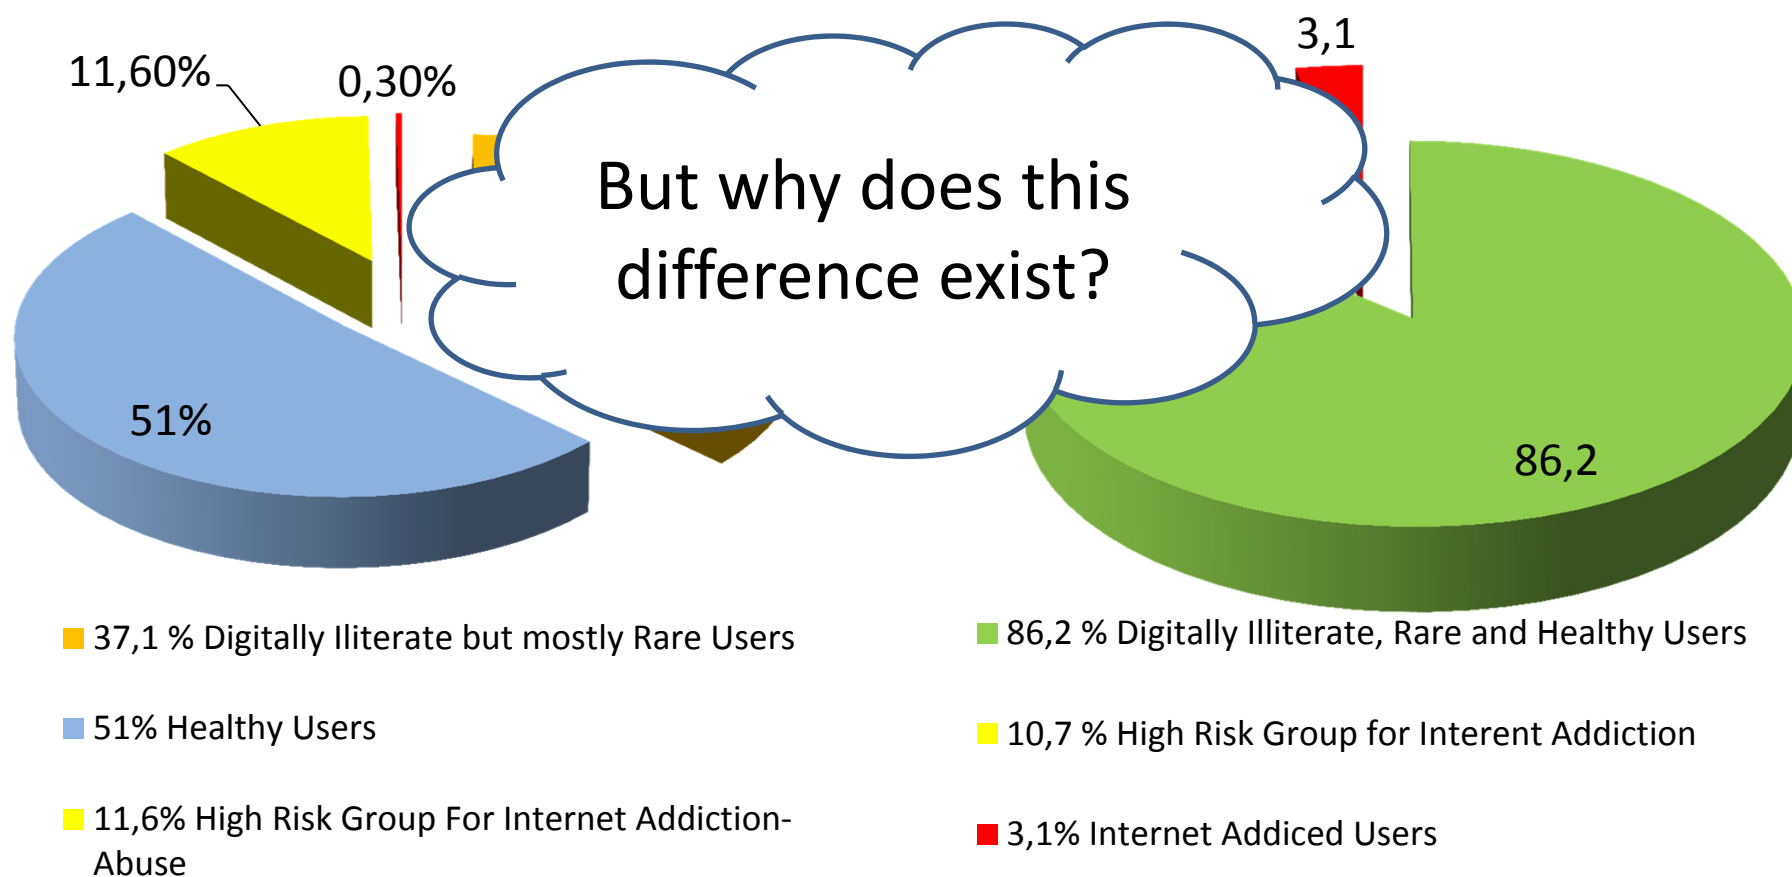 11,60%
0,30%
3,1
But why does this
difference exist?
51%
86,2
37,1 % Digitally Iliterate but mostly Rare Users
51% Healthy Users
11,6% High Risk Group For Internet Addiction-
Abuse
86,2 % Digitally Illiterate, Rare and Healthy Users
10,7 % High Risk Group for Interent Addiction
3,1% Internet Addiced Users